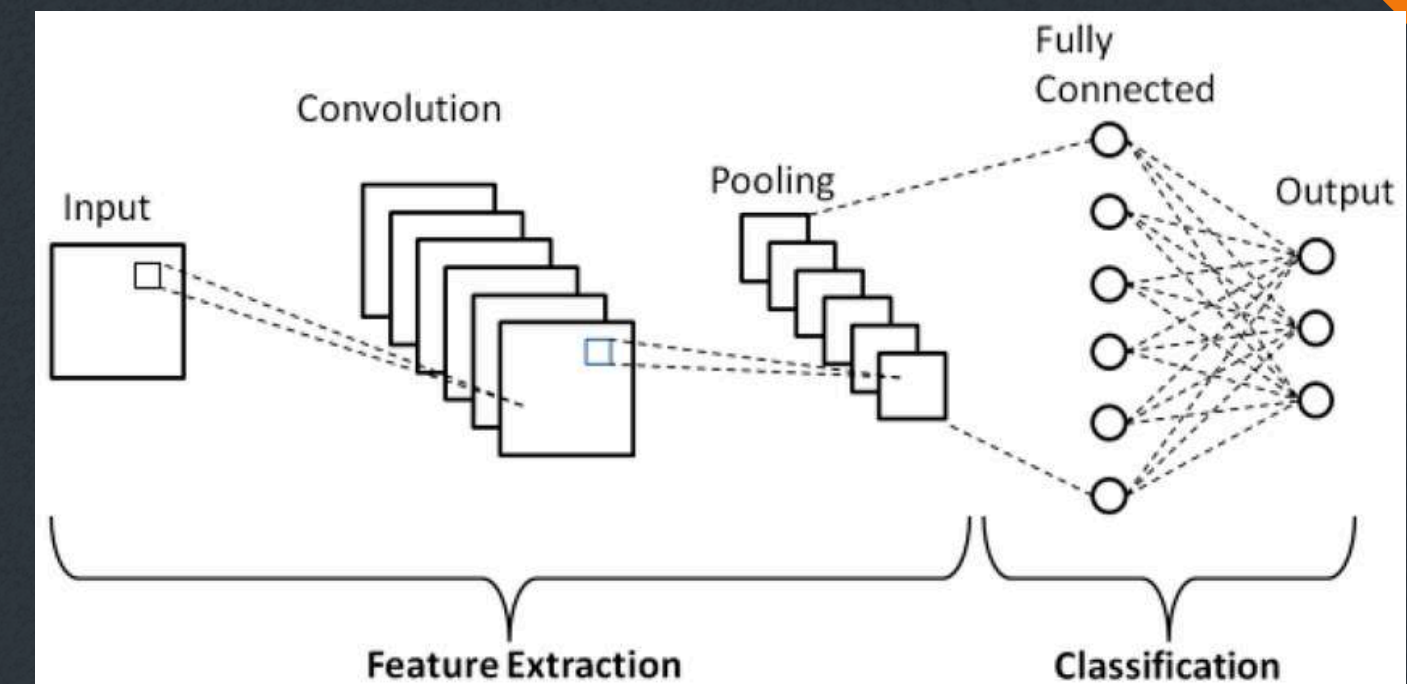 Input
Convolution
Pooling
Fully
Connected
Output
Feature Extraction
Classification